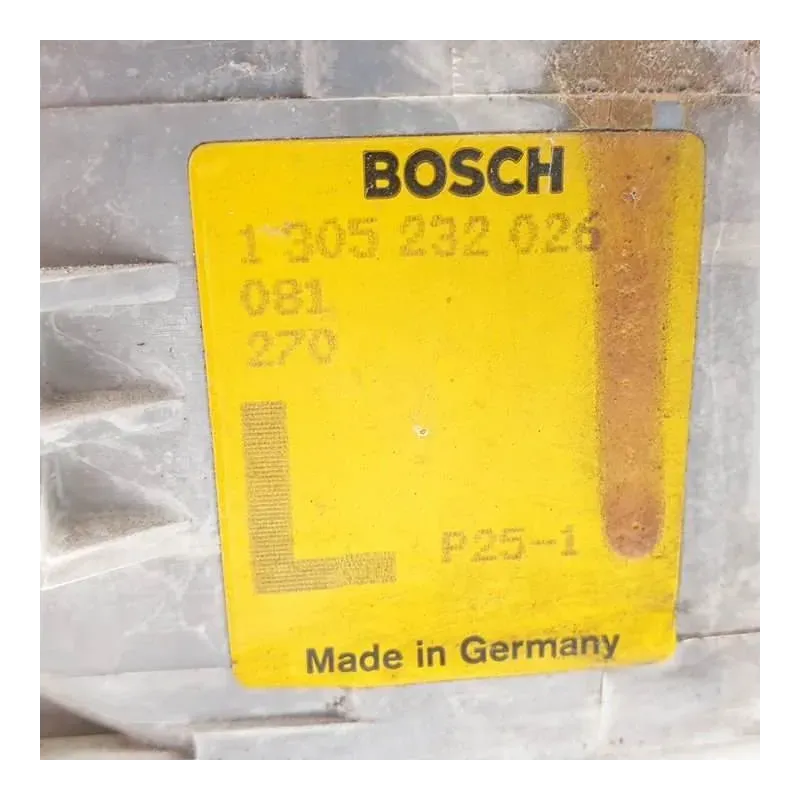 BOSCH
1 305 232 026
081
270
L
P25-1
Made in Germany